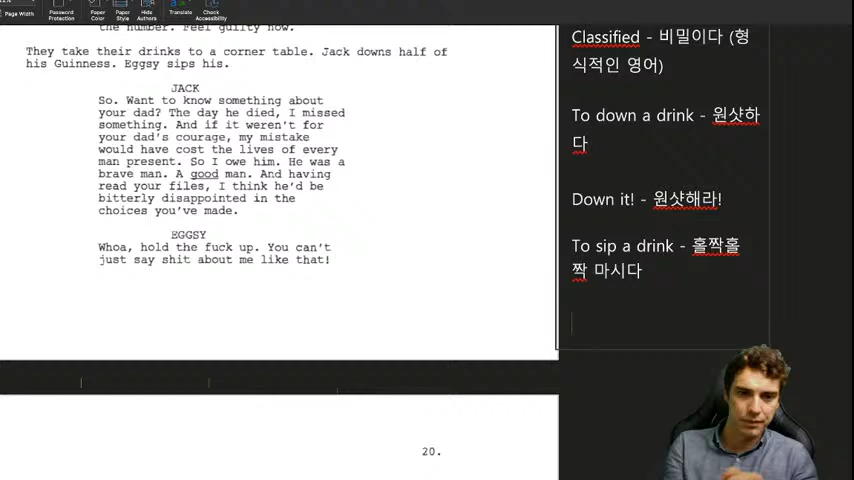 Page Width
Password
Protection
Paper
Color
Paper
Style
Hide
Authors
Translate
Check
Accessibility
the number. Feel guilty now.
They take their drinks to a corner table. Jack downs half of
his Guinness. Eggsy sips his.
JACK
So. Want to know something about
your dad? The day he died, I missed
something. And if it weren't for
your dad's courage, my mistake
would have cost the lives of every
man present. So I owe him. He was a
brave man. A good man. And having
read your files, I think he'd be
bitterly disappointed in the
choices you've made.
EGGSY
Whoa, hold the fuck up. You can't
just say shit about me like that!
20.
Classified - 비밀이다 (형
식적인 영어)
To down a drink - 원샷하
다
Down it! - 원샷해라!
To sip a drink - 홀짝홀
짝 마시다